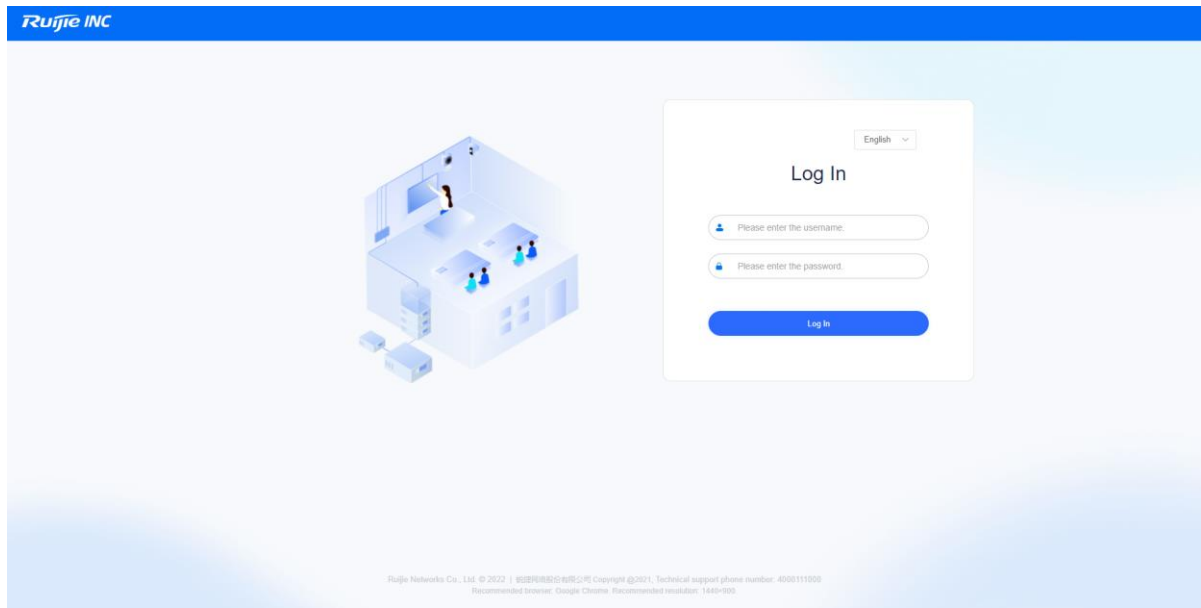 Ruijie INC
English
Log In
Please enter the username.
Please enter the password.
Log In
Ruijie Networks Co., Ltd. © 2022 | 锐捷网络股份有限公司 Copyright @2021, Technical support phone number: 4000111000
Recommended browser: Google Chrome. Recommended resolution: 1440*900.